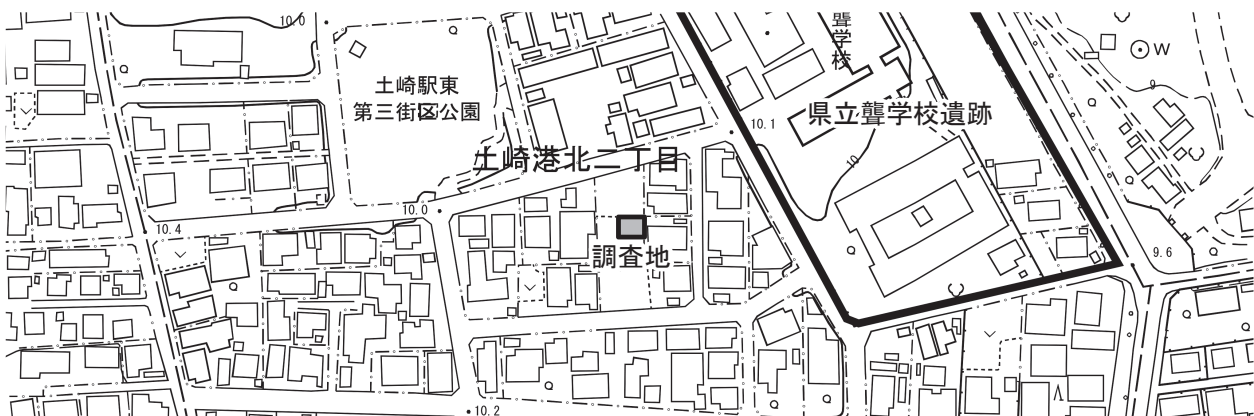 10.0
聾学校
土崎駅東
第三街区公園
県立聾学校遺跡
W
9
10.1
10
土崎港北二丁目
10.0
10.4
調査地
9.6
10.2